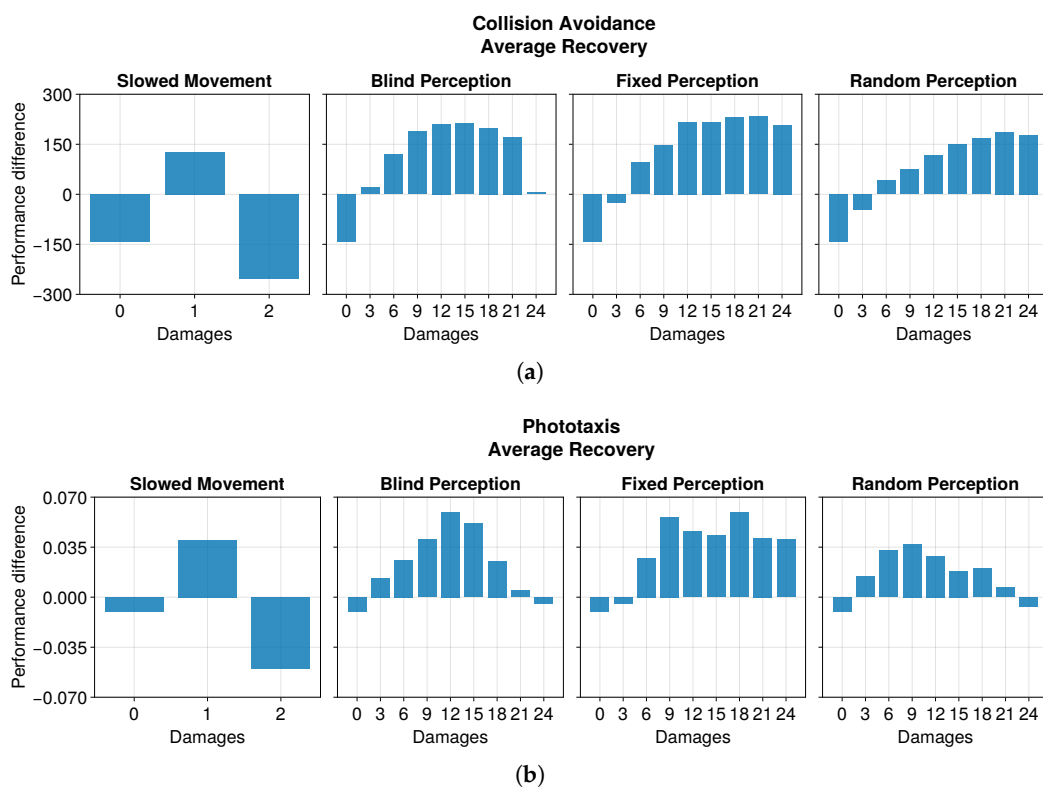 Collision Avoidance
Average Recovery
Slowed Movement Blind Perception Fixed Perception Random Perception
300
150
0
−150
−300
Performance difference
0 1 2 0 3 6 9 12 15 18 21 24 0 3 6 9 12 15 18 21 24 0 3 6 9 12 15 18 21 24
Damages Damages Damages Damages
(a)
Phototaxis
Average Recovery
Slowed Movement Blind Perception Fixed Perception Random Perception
0.070
0.035
0.000
−0.035
−0.070
Performance difference
0 1 2 0 3 6 9 12 15 18 21 24 0 3 6 9 12 15 18 21 24 0 3 6 9 12 15 18 21 24
Damages Damages Damages Damages
(b)